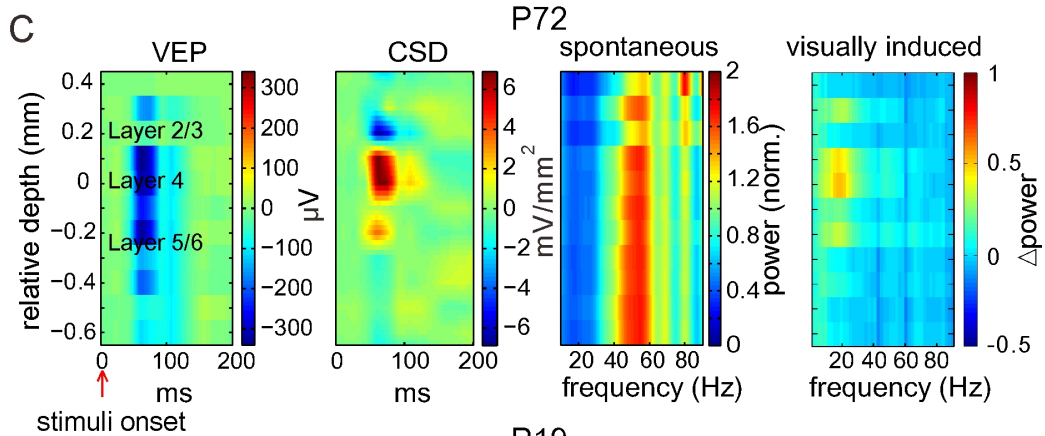 C
P72
VEP
CSD
spontaneous
visually induced
relative depth (mm)
0.4
0.2
0
−0.2
−0.4
−0.6
Layer 2/3
Layer 4
Layer 5/6
0 100 200
ms
stimuli onset
300
200
100
0
−100
−200
−300
µV
0 100 200
ms
6
4
2
0
−2
−4
−6
mV/mm²
20 40 60 80
frequency (Hz)
2
1.6
1.2
0.8
0.4
0
power (norm.)
20 40 60 80
frequency (Hz)
1
0.5
0
-0.5
△power